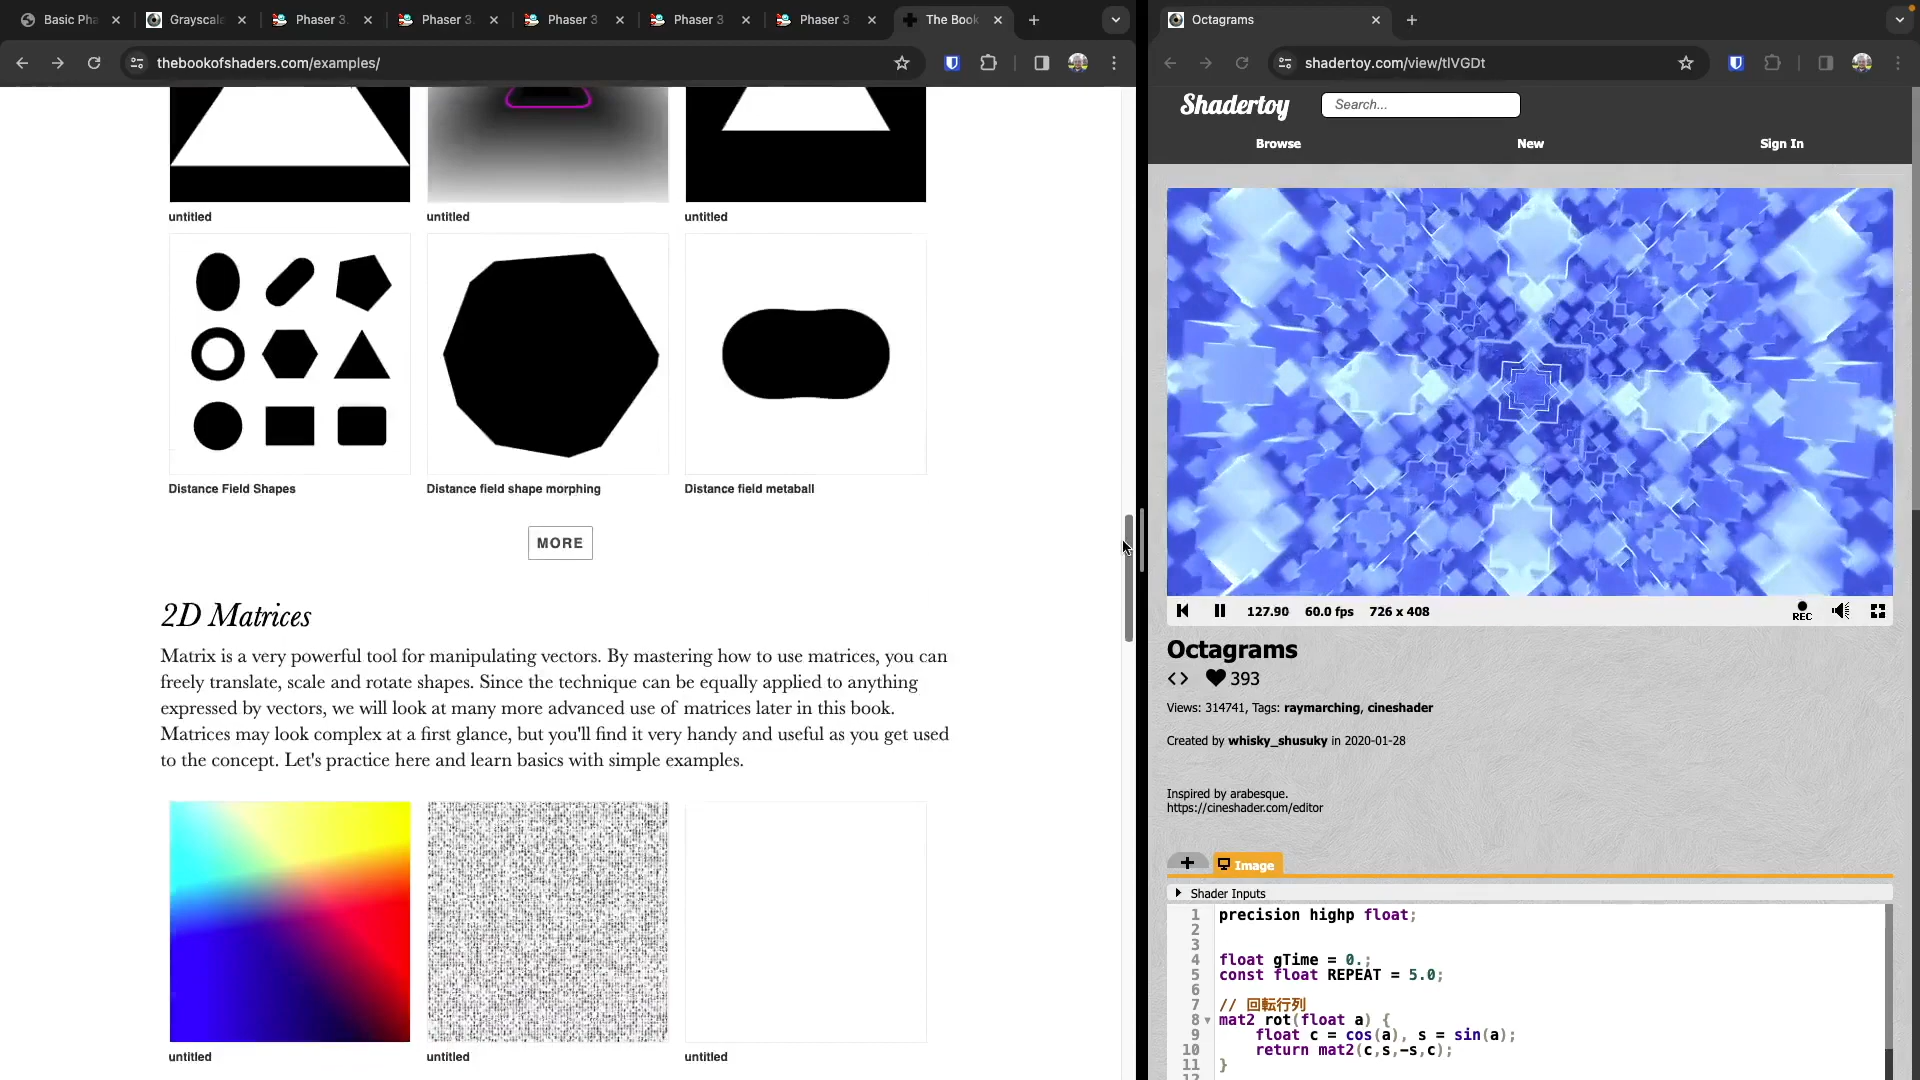 Basic Pha
Grayscale
Phaser 3.
Phaser 3.
Phaser 3
Phaser 3
Phaser 3
The Book
thebookofshaders.com/examples/
untitled
untitled
untitled
Distance Field Shapes
Distance field shape morphing
Distance field metaball
MORE
2D Matrices
Matrix is a very powerful tool for manipulating vectors. By mastering how to use matrices, you can
freely translate, scale and rotate shapes. Since the technique can be equally applied to anything
expressed by vectors, we will look at many more advanced use of matrices later in this book.
Matrices may look complex at a first glance, but you'll find it very handy and useful as you get used
to the concept. Let's practice here and learn basics with simple examples.
untitled
untitled
untitled
Octagrams
shadertoy.com/view/tlVGDt
Shadertoy
Search...
Browse
New
Sign In
127.90
60.0 fps
726 x 408
REC
Octagrams
<> 393
Views: 314741, Tags: raymarching, cineshader
Created by whisky_shusuky in 2020-01-28
Inspired by arabesque.
https://cineshader.com/editor
Image
Shader Inputs
1 precision highp float;
2
3
4 float gTime = 0.;
5 const float REPEAT = 5.0;
6
7 // 回転行列
8 mat2 rot(float a) {
9 float c = cos(a), s = sin(a);
10 return mat2(c,s,-s,c);
11 }
12